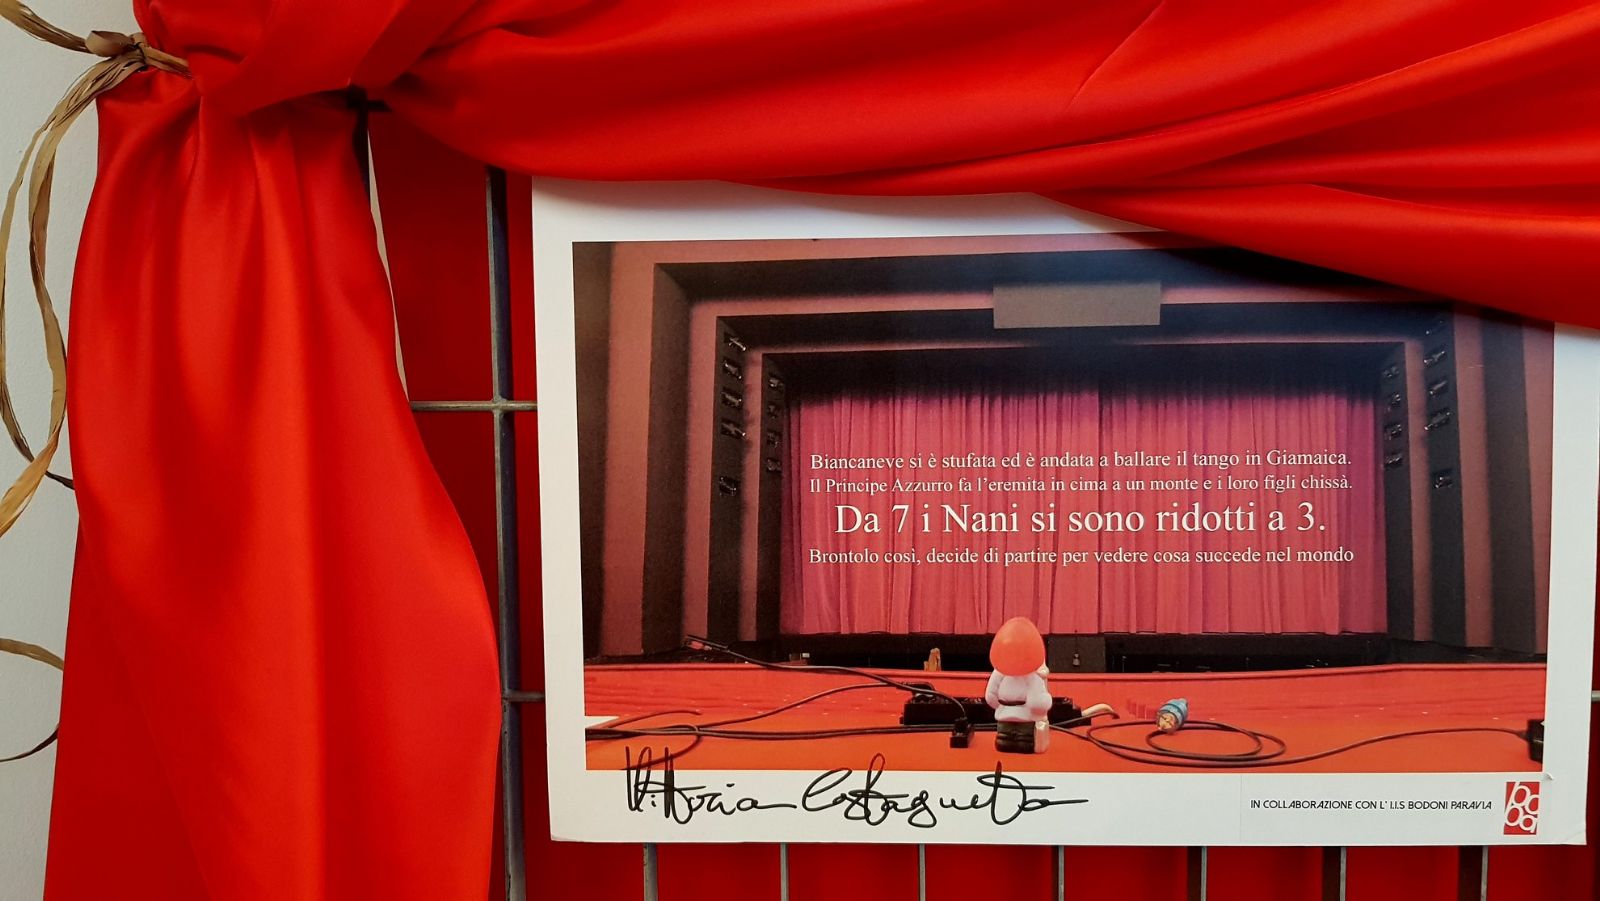 Biancaneve si è stufata ed è andata a ballare il tango in Giamaica.
Il Principe Azzurro fa l'eremita in cima a un monte e i loro figli chissà.
Da 7 i Nani si sono ridotti a 3.
Brontolo così, decide di partire per vedere cosa succede nel mondo
Vittoria Castagneto
IN COLLABORAZIONE CON L' I.I.S BODONI PARAVIA